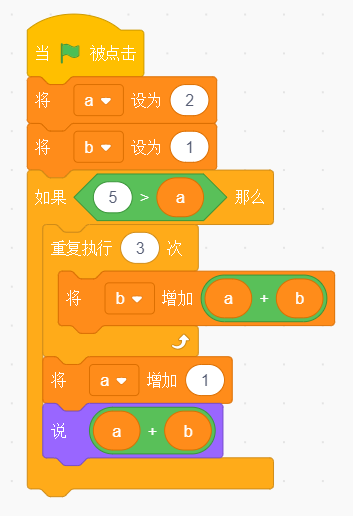 当 被点击
将 a 设为 2
将 b 设为 1
如果 5 > a 那么
重复执行 3 次
将 b 增加 a + b
将 a 增加 1
说 a + b